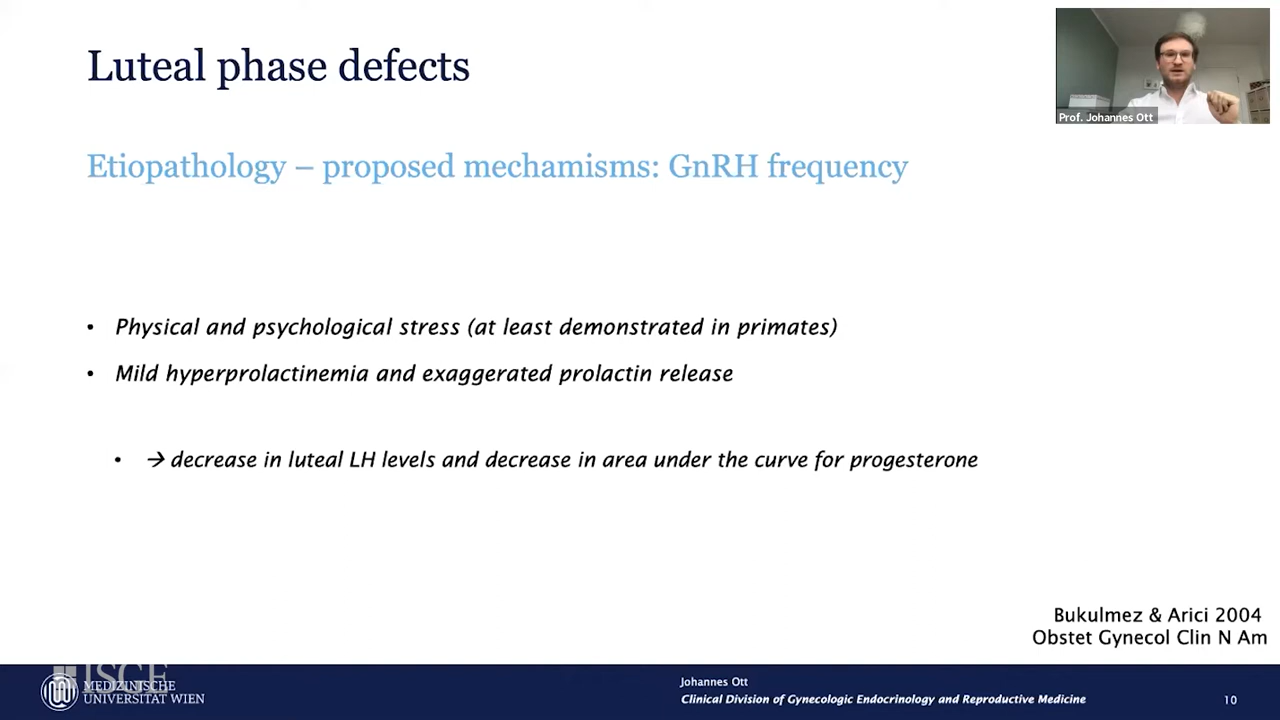 Luteal phase defects
Prof. Johannes Ott
Etiopathology – proposed mechamisms: GnRH frequency
• Physical and psychological stress (at least demonstrated in primates)
• Mild hyperprolactinemia and exaggerated prolactin release
• → decrease in luteal LH levels and decrease in area under the curve for progesterone
Bukulmez & Arici 2004
Obstet Gynecol Clin N Am
ISGE
MEDIZINISCHE
UNIVERSITÄT WIEN
Johannes Ott
Clinical Division of Gynecologic Endocrinology and Reproductive Medicine
10